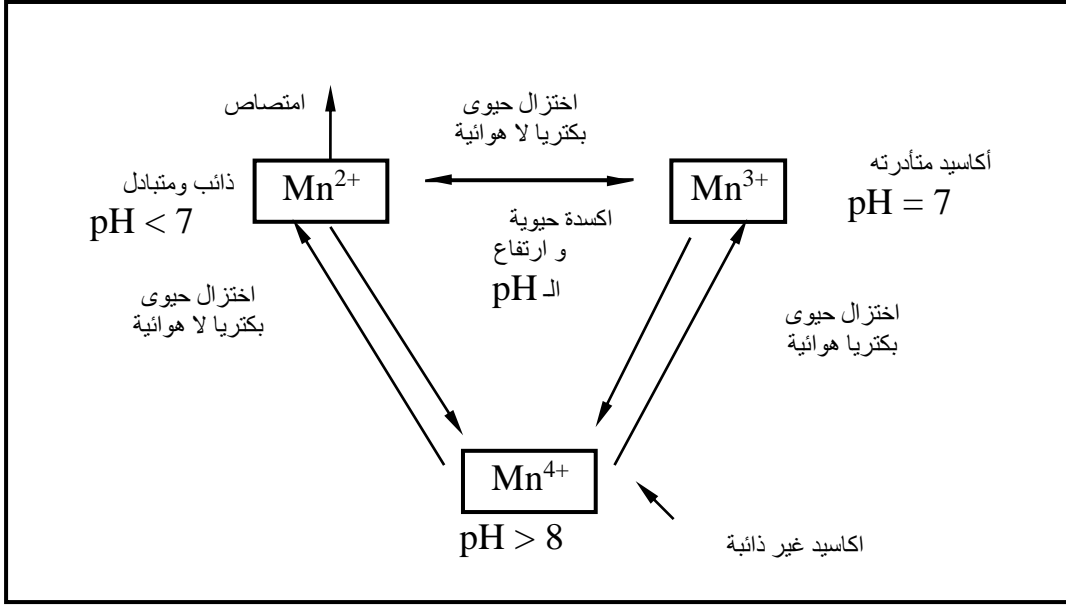 امتصاص
اختزال حيوى
بكتريا لا هوائية
Mn2+
Mn3+
ذائب ومتبادل
pH < 7
أكاسيد متأدرته
pH = 7
اكسدة حيوية
و ارتفاع
الـ pH
اختزال حيوى
بكتريا لا هوائية
اختزال حيوى
بكتريا هوائية
Mn4+
pH > 8
اكاسيد غير ذائبة